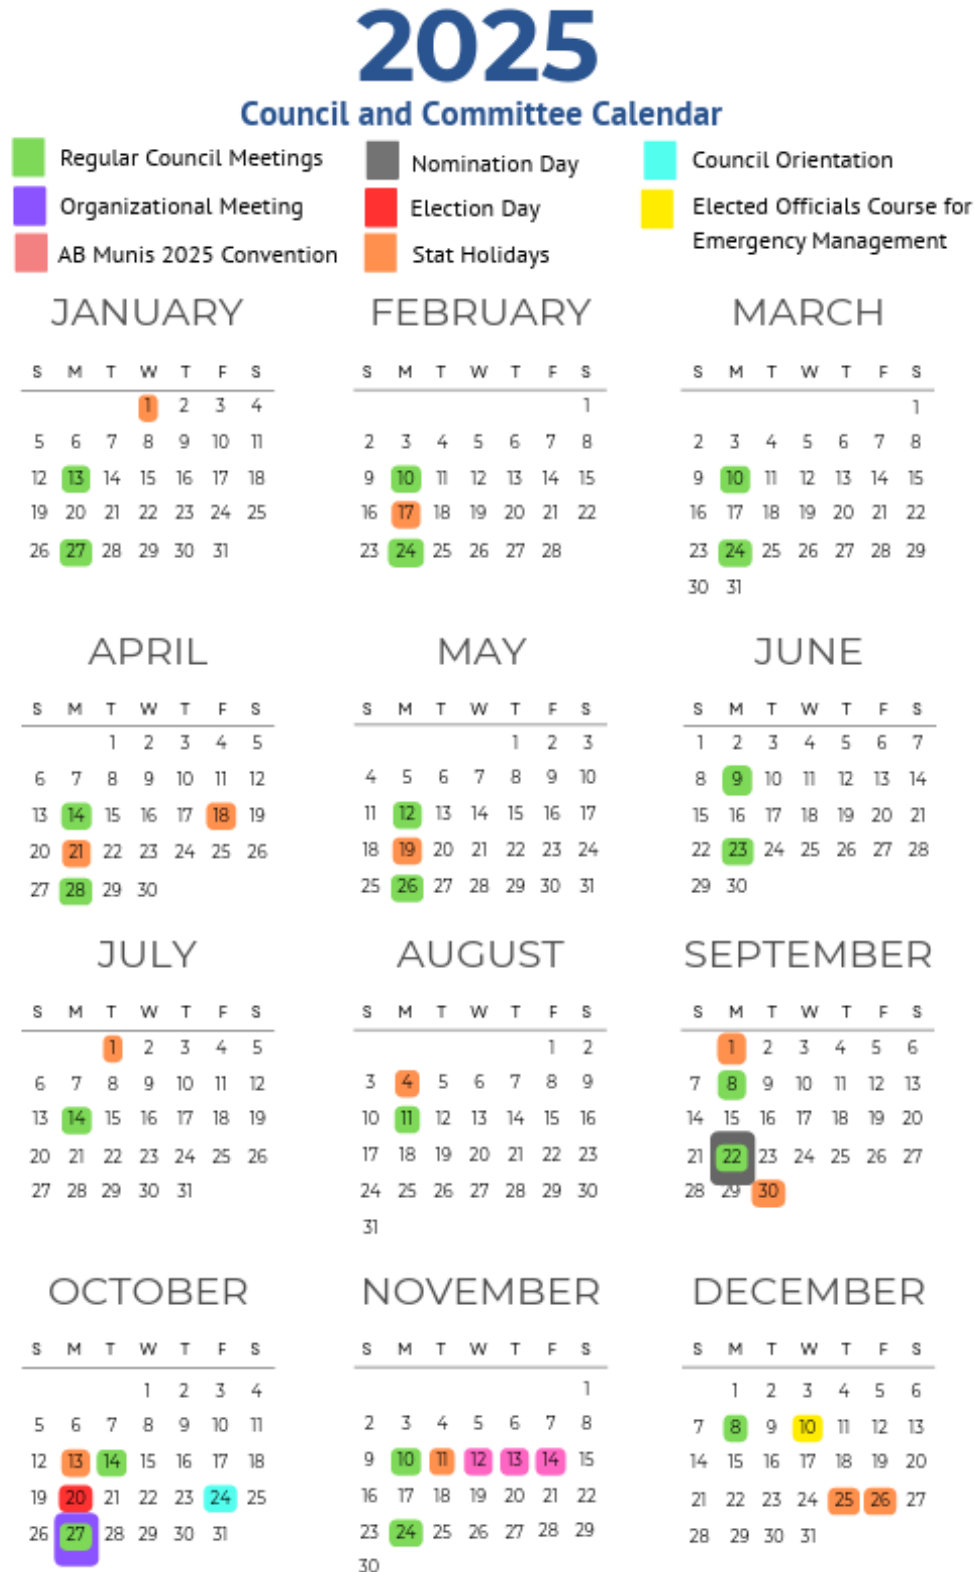 2025
Council and Committee Calendar
Regular Council Meetings
Nomination Day
Council Orientation
Organizational Meeting
Election Day
Elected Officials Course for
Emergency Management
AB Munis 2025 Convention
Stat Holidays
JANUARY
S M T W T F S
1 2 3 4
5 6 7 8 9 10 11
12 13 14 15 16 17 18
19 20 21 22 23 24 25
26 27 28 29 30 31
FEBRUARY
S M T W T F S
1
2 3 4 5 6 7 8
9 10 11 12 13 14 15
16 17 18 19 20 21 22
23 24 25 26 27 28
MARCH
S M T W T F S
1
2 3 4 5 6 7 8
9 10 11 12 13 14 15
16 17 18 19 20 21 22
23 24 25 26 27 28 29
30 31
APRIL
S M T W T F S
1 2 3 4 5
6 7 8 9 10 11 12
13 14 15 16 17 18 19
20 21 22 23 24 25 26
27 28 29 30
MAY
S M T W T F S
1 2 3
4 5 6 7 8 9 10
11 12 13 14 15 16 17
18 19 20 21 22 23 24
25 26 27 28 29 30 31
JUNE
S M T W T F S
1 2 3 4 5 6 7
8 9 10 11 12 13 14
15 16 17 18 19 20 21
22 23 24 25 26 27 28
29 30
JULY
S M T W T F S
1 2 3 4 5
6 7 8 9 10 11 12
13 14 15 16 17 18 19
20 21 22 23 24 25 26
27 28 29 30 31
AUGUST
S M T W T F S
1 2
3 4 5 6 7 8 9
10 11 12 13 14 15 16
17 18 19 20 21 22 23
24 25 26 27 28 29 30
31
SEPTEMBER
S M T W T F S
1 2 3 4 5 6
7 8 9 10 11 12 13
14 15 16 17 18 19 20
21 22 23 24 25 26 27
28 29 30
OCTOBER
S M T W T F S
1 2 3 4
5 6 7 8 9 10 11
12 13 14 15 16 17 18
19 20 21 22 23 24 25
26 27 28 29 30 31
NOVEMBER
S M T W T F S
1
2 3 4 5 6 7 8
9 10 11 12 13 14 15
16 17 18 19 20 21 22
23 24 25 26 27 28 29
30
DECEMBER
S M T W T F S
1 2 3 4 5 6
7 8 9 10 11 12 13
14 15 16 17 18 19 20
21 22 23 24 25 26 27
28 29 30 31